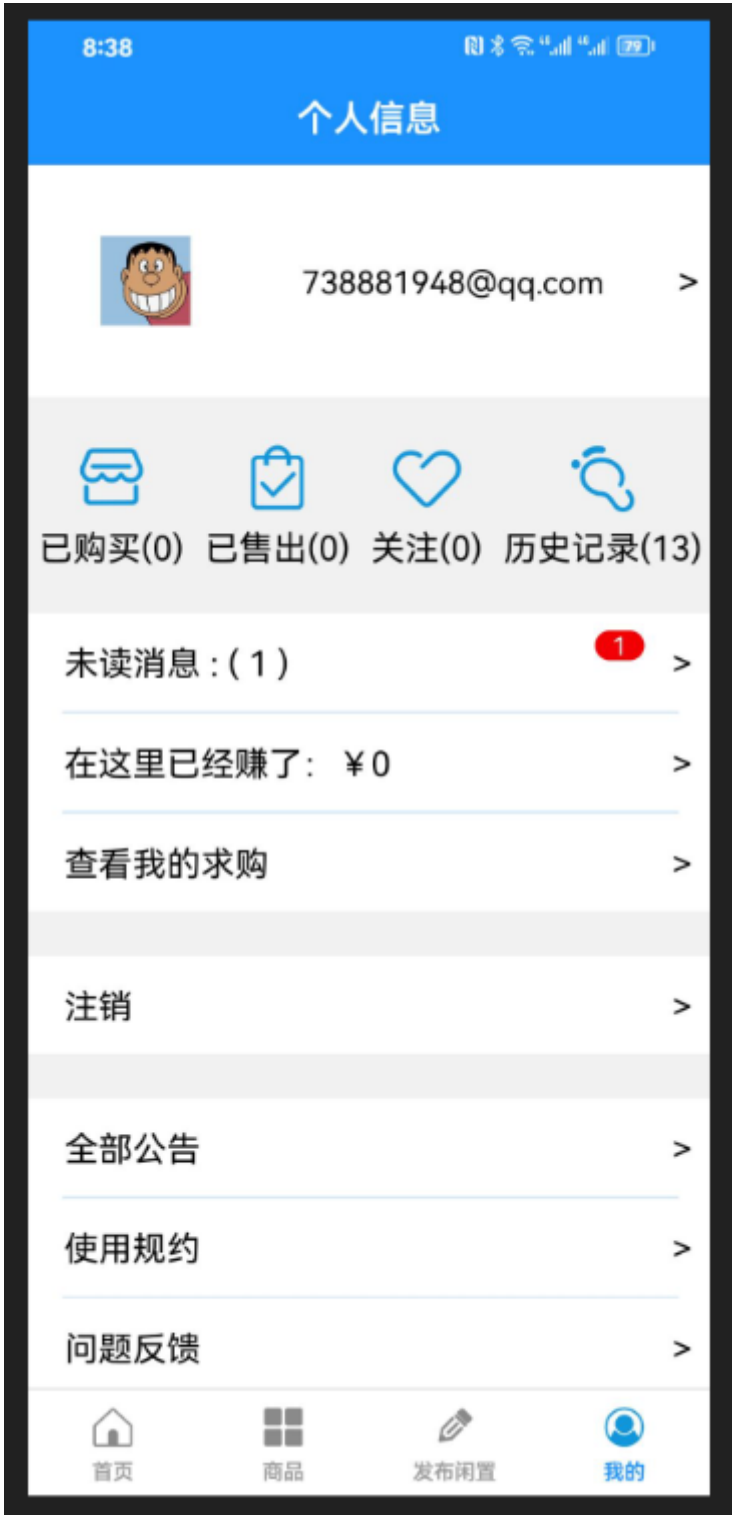 8:38
79
个人信息
738881948@qq.com >
已购买(0) 已售出(0) 关注(0) 历史记录(13)
未读消息 : ( 1 ) 1 >
在这里已经赚了: ￥0 >
查看我的求购 >
注销 >
全部公告 >
使用规约 >
问题反馈 >
首页 商品 发布闲置 我的